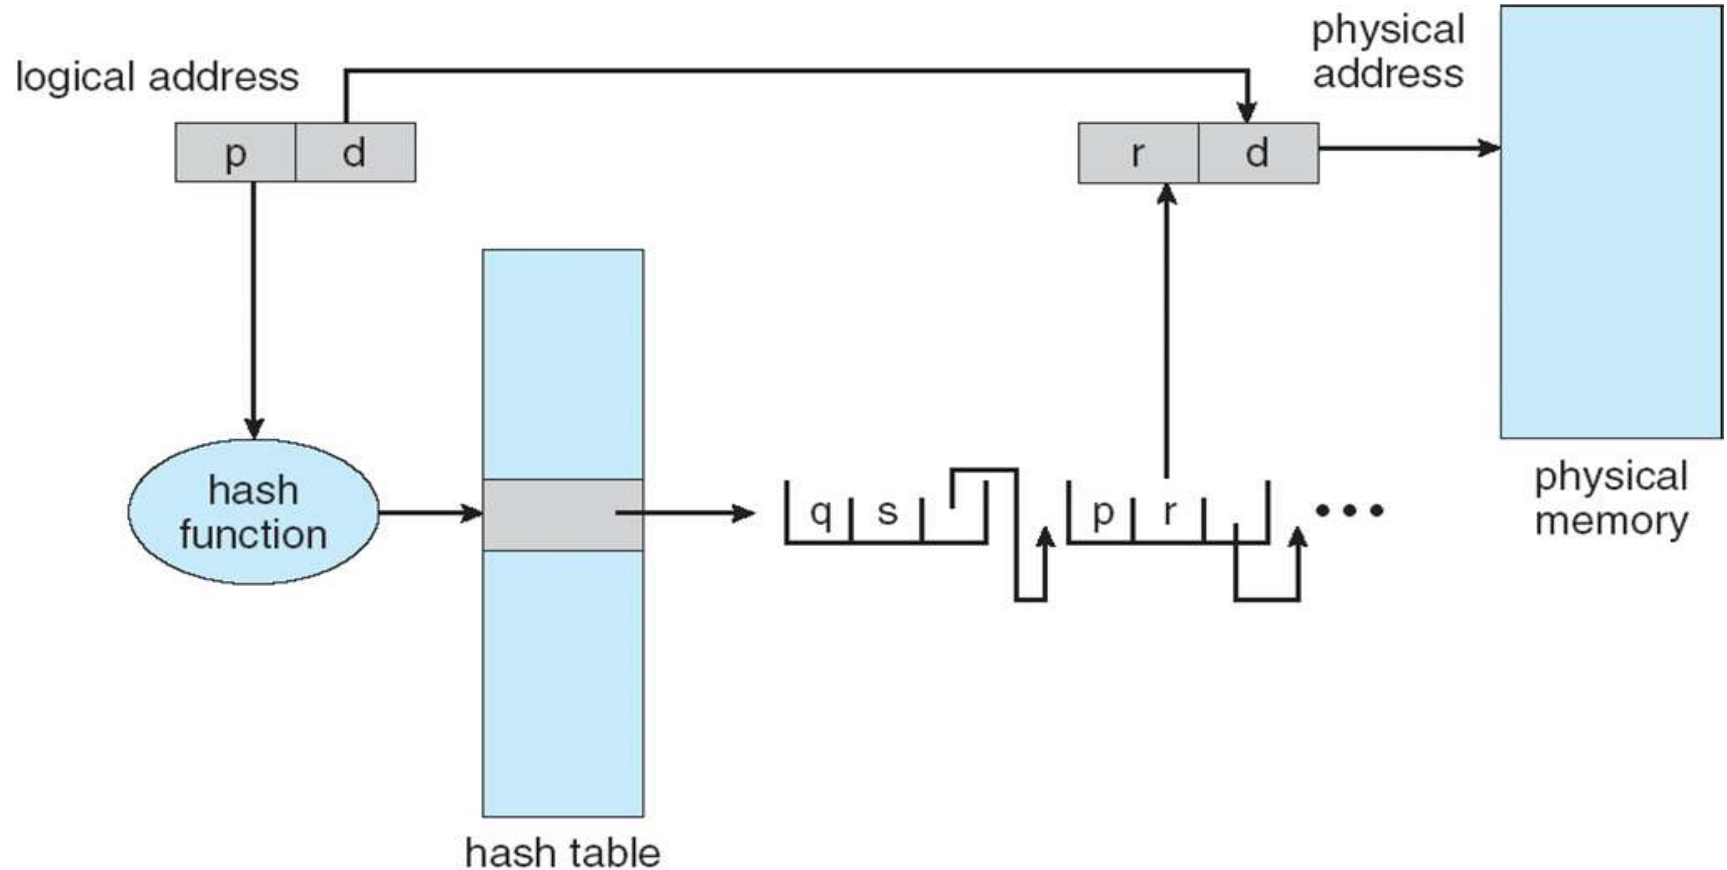 logical address
physical
address
p d
r d
hash
function
q s
p r
•••
physical
memory
hash table